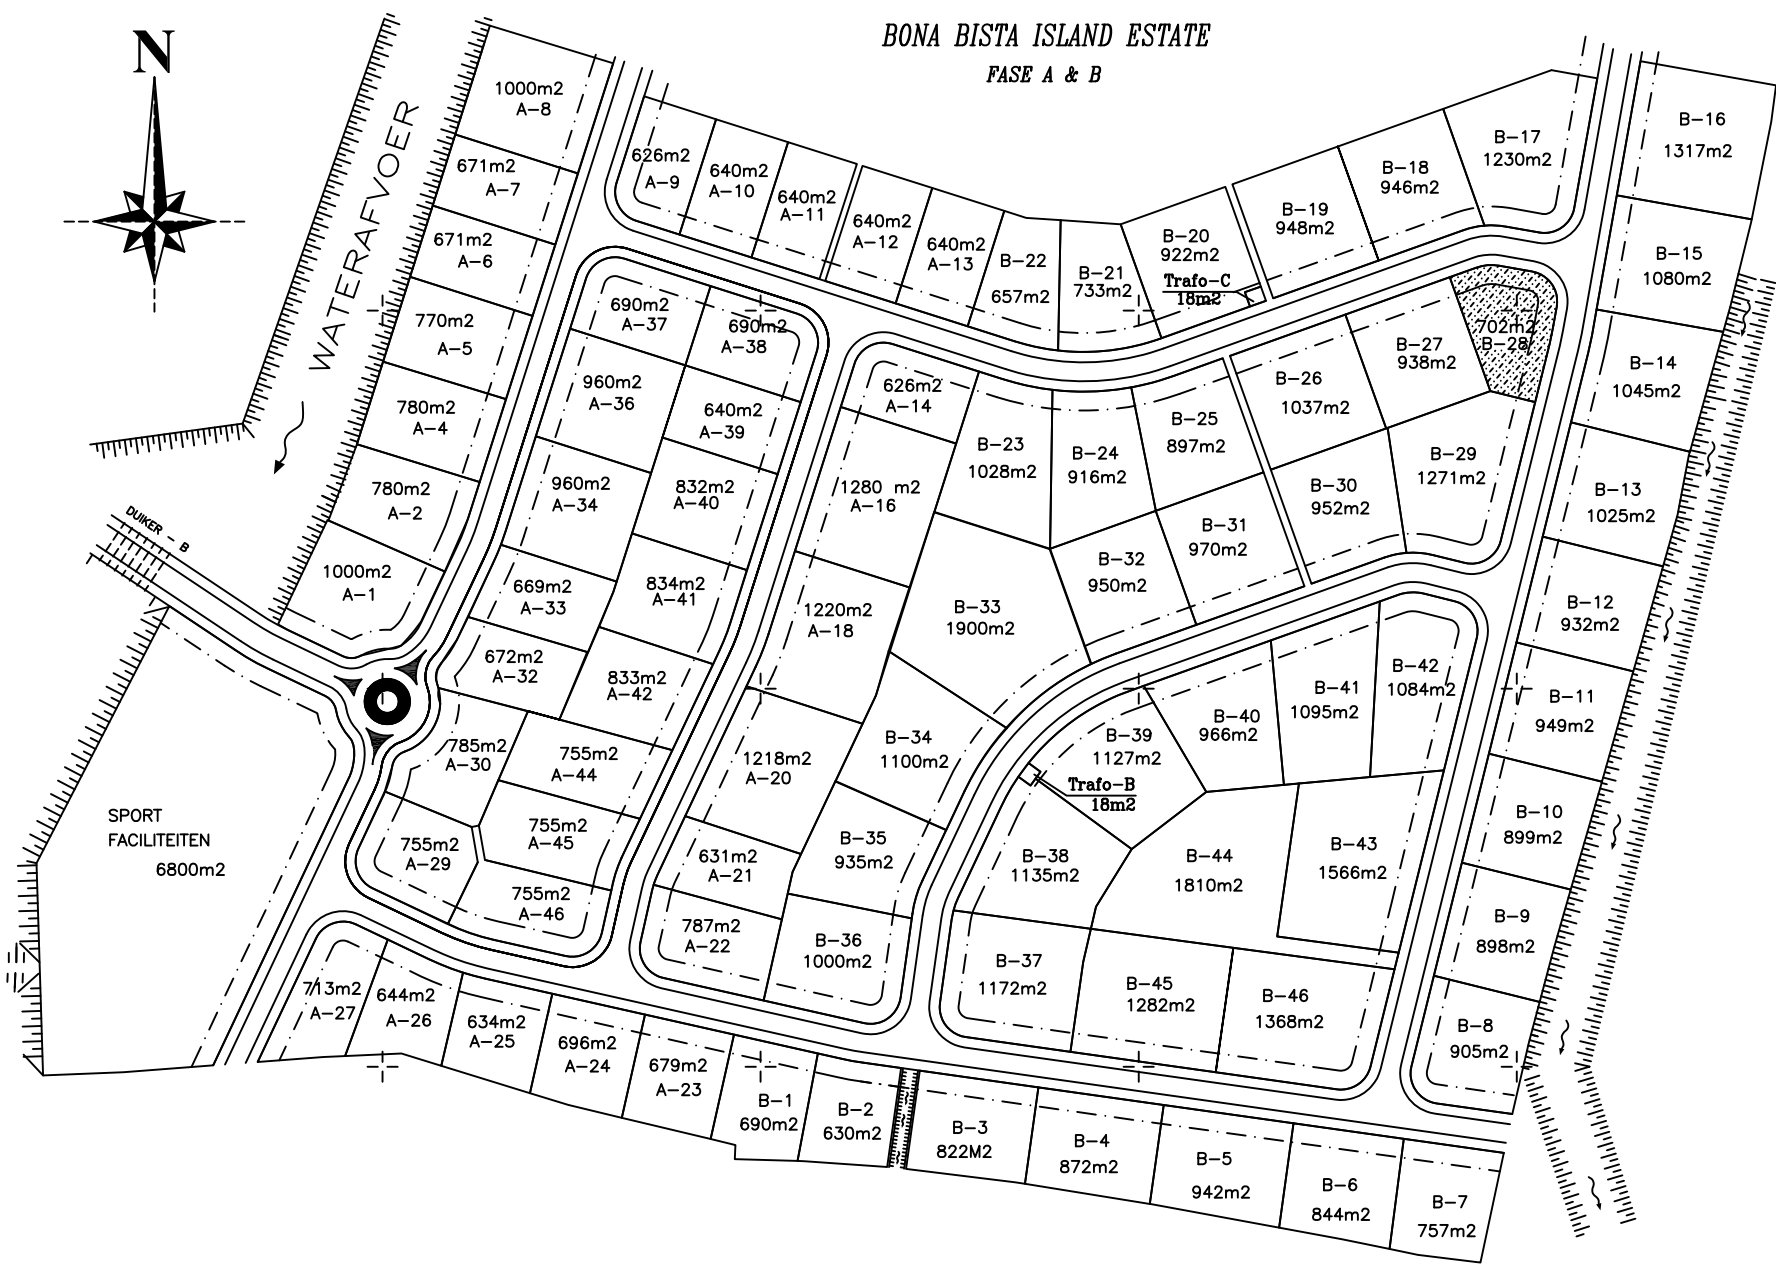 BONA BISTA ISLAND ESTATE
FASE A & B
N
WATERAFVOER
DUIKER - B
SPORT
FACILITEITEN
6800m2
1000m2
A-8
671m2
A-7
671m2
A-6
770m2
A-5
780m2
A-4
780m2
A-2
1000m2
A-1
626m2
A-9
640m2
A-10
640m2
A-11
640m2
A-12
640m2
A-13
B-22
657m2
B-21
733m2
B-20
922m2
Trafo-C
18m2
B-19
948m2
B-18
946m2
B-17
1230m2
B-16
1317m2
B-15
1080m2
B-14
1045m2
B-13
1025m2
B-12
932m2
B-11
949m2
B-10
899m2
B-9
898m2
B-8
905m2
690m2
A-37
690m2
A-38
960m2
A-36
640m2
A-39
960m2
A-34
832m2
A-40
669m2
A-33
834m2
A-41
672m2
A-32
833m2
A-42
785m2
A-30
755m2
A-44
755m2
A-29
755m2
A-45
755m2
A-46
626m2
A-14
1280 m2
A-16
1220m2
A-18
1218m2
A-20
631m2
A-21
787m2
A-22
B-23
1028m2
B-24
916m2
B-25
897m2
B-26
1037m2
B-27
938m2
702m2
B-28
B-29
1271m2
B-30
952m2
B-31
970m2
B-32
950m2
B-33
1900m2
B-34
1100m2
B-35
935m2
B-36
1000m2
B-42
1084m2
B-41
1095m2
B-40
966m2
B-39
1127m2
Trafo-B
18m2
B-38
1135m2
B-44
1810m2
B-43
1566m2
B-37
1172m2
B-45
1282m2
B-46
1368m2
713m2
A-27
644m2
A-26
634m2
A-25
696m2
A-24
679m2
A-23
B-1
690m2
B-2
630m2
B-3
822M2
B-4
872m2
B-5
942m2
B-6
844m2
B-7
757m2